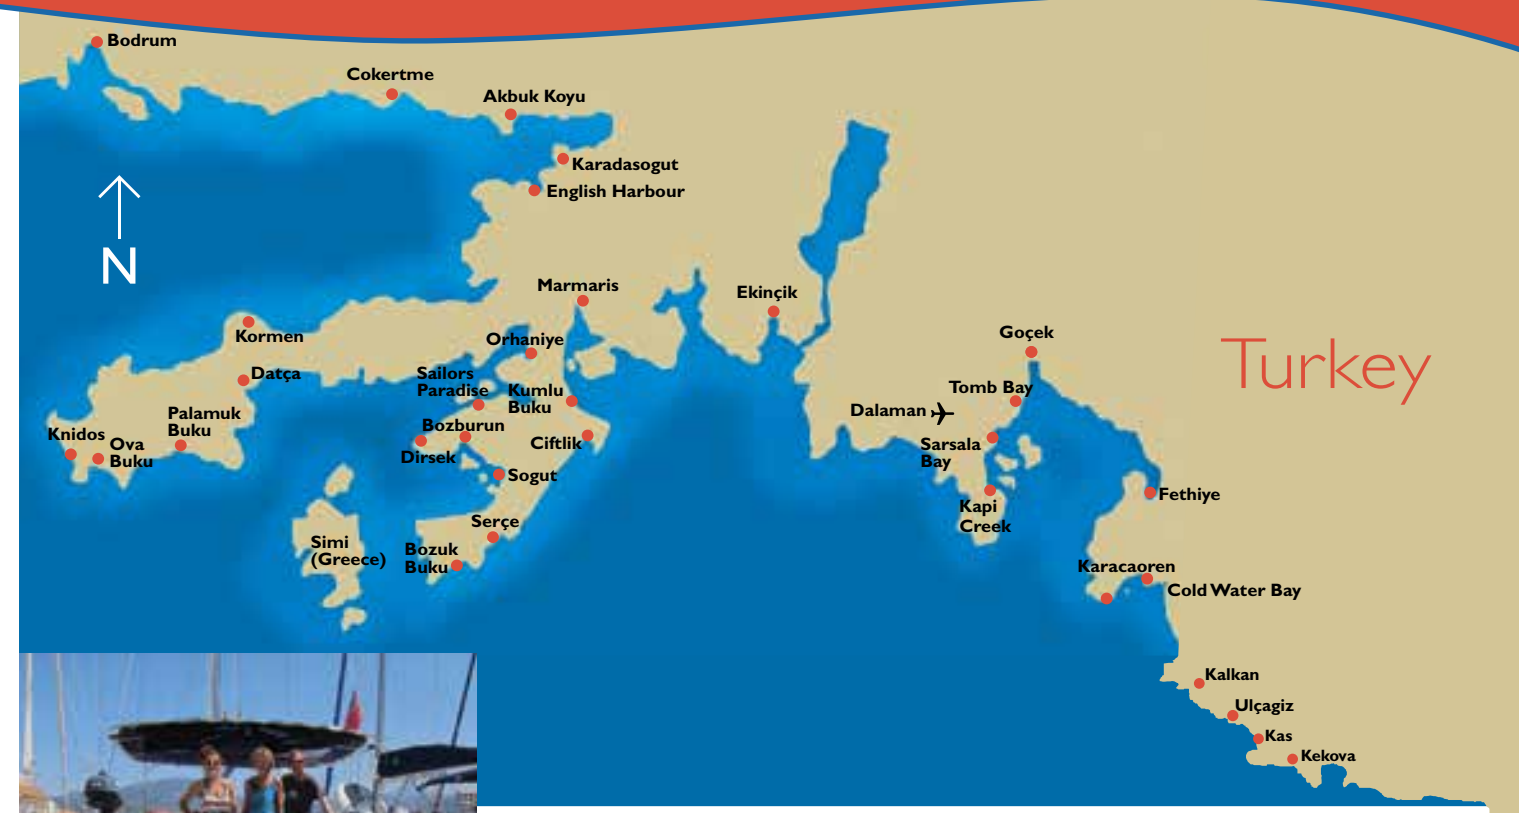 Bodrum
Cokertme
Akbuk Koyu
Karadasogut
English Harbour
N
Marmaris
Ekinçik
Kormen
Orhaniye
Goçek
Turkey
Datça
Sailors
Paradise
Kumlu
Buku
Tomb Bay
Dalaman
Palamuk
Buku
Bozburun
Knidos
Ova
Buku
Ciftlik
Dirsek
Sarsala
Bay
Sogut
Fethiye
Kapi
Creek
Serçe
Simi
(Greece)
Bozuk
Buku
Karacaoren
Cold Water Bay
Kalkan
Ulçagiz
Kas
Kekova